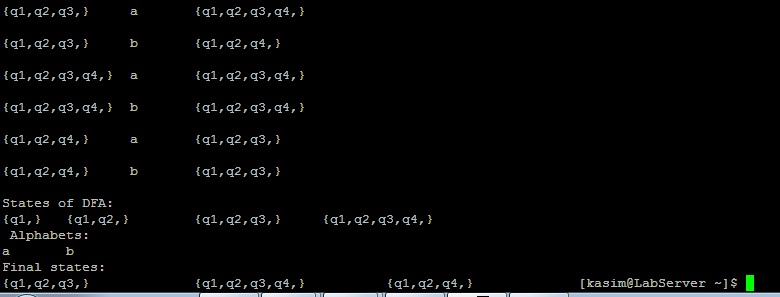 {q1,q2,q3,} a {q1,q2,q3,q4,}
{q1,q2,q3,} b {q1,q2,q4,}
{q1,q2,q3,q4,} a {q1,q2,q3,q4,}
{q1,q2,q3,q4,} b {q1,q2,q3,q4,}
{q1,q2,q4,} a {q1,q2,q3,}
{q1,q2,q4,} b {q1,q2,q3,}
States of DFA:
{q1,} {q1,q2,} {q1,q2,q3,} {q1,q2,q3,q4,}
Alphabets:
a b
Final states:
{q1,q2,q3,} {q1,q2,q3,q4,} {q1,q2,q4,} [kasim@LabServer ~]$